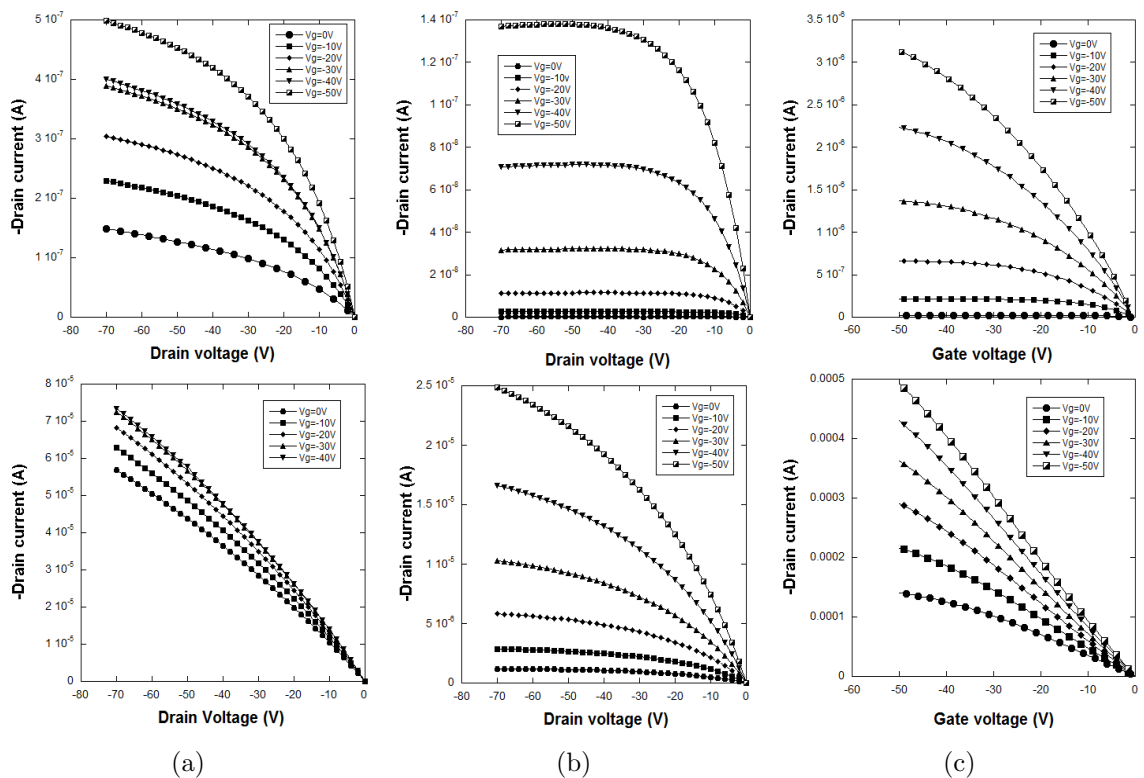 5 10-7
4 10-7
3 10-7
2 10-7
1 10-7
0
-80 -70 -60 -50 -40 -30 -20 -10 0
-Drain current (A)
Drain voltage (V)
Vg=0V
Vg=-10V
Vg=-20V
Vg=-30V
Vg=-40V
Vg=-50V
1.4 10-7
1.2 10-7
1 10-7
8 10-8
6 10-8
4 10-8
2 10-8
0
-80 -70 -60 -50 -40 -30 -20 -10 0
-Drain current (A)
Drain voltage (V)
Vg=0V
Vg=-10v
Vg=-20V
Vg=-30V
Vg=-40V
Vg=-50V
3.5 10-6
3 10-6
2.5 10-6
2 10-6
1.5 10-6
1 10-6
5 10-7
0
-60 -50 -40 -30 -20 -10 0
-Drain current (A)
Gate voltage (V)
Vg=0V
Vg=-10V
Vg=-20V
Vg=-30V
Vg=-40V
Vg=-50V
8 10-5
7 10-5
6 10-5
5 10-5
4 10-5
3 10-5
2 10-5
1 10-5
0
-80 -70 -60 -50 -40 -30 -20 -10 0
-Drain current (A)
Drain Voltage (V)
Vg=0V
Vg=-10V
Vg=-20V
Vg=-30V
Vg=-40V
2.5 10-5
2 10-5
1.5 10-5
1 10-5
5 10-6
0
-80 -70 -60 -50 -40 -30 -20 -10 0
-Drain current (A)
Drain voltage (V)
Vg=0V
Vg=-10V
Vg=-20V
Vg=-30V
Vg=-40V
Vg=-50V
0.0005
0.0004
0.0003
0.0002
0.0001
0
-60 -50 -40 -30 -20 -10 0
-Drain current (A)
Gate voltage (V)
Vg=0V
Vg=-10V
Vg=-20V
Vg=-30V
Vg=-40V
Vg=-50V
(a)
(b)
(c)